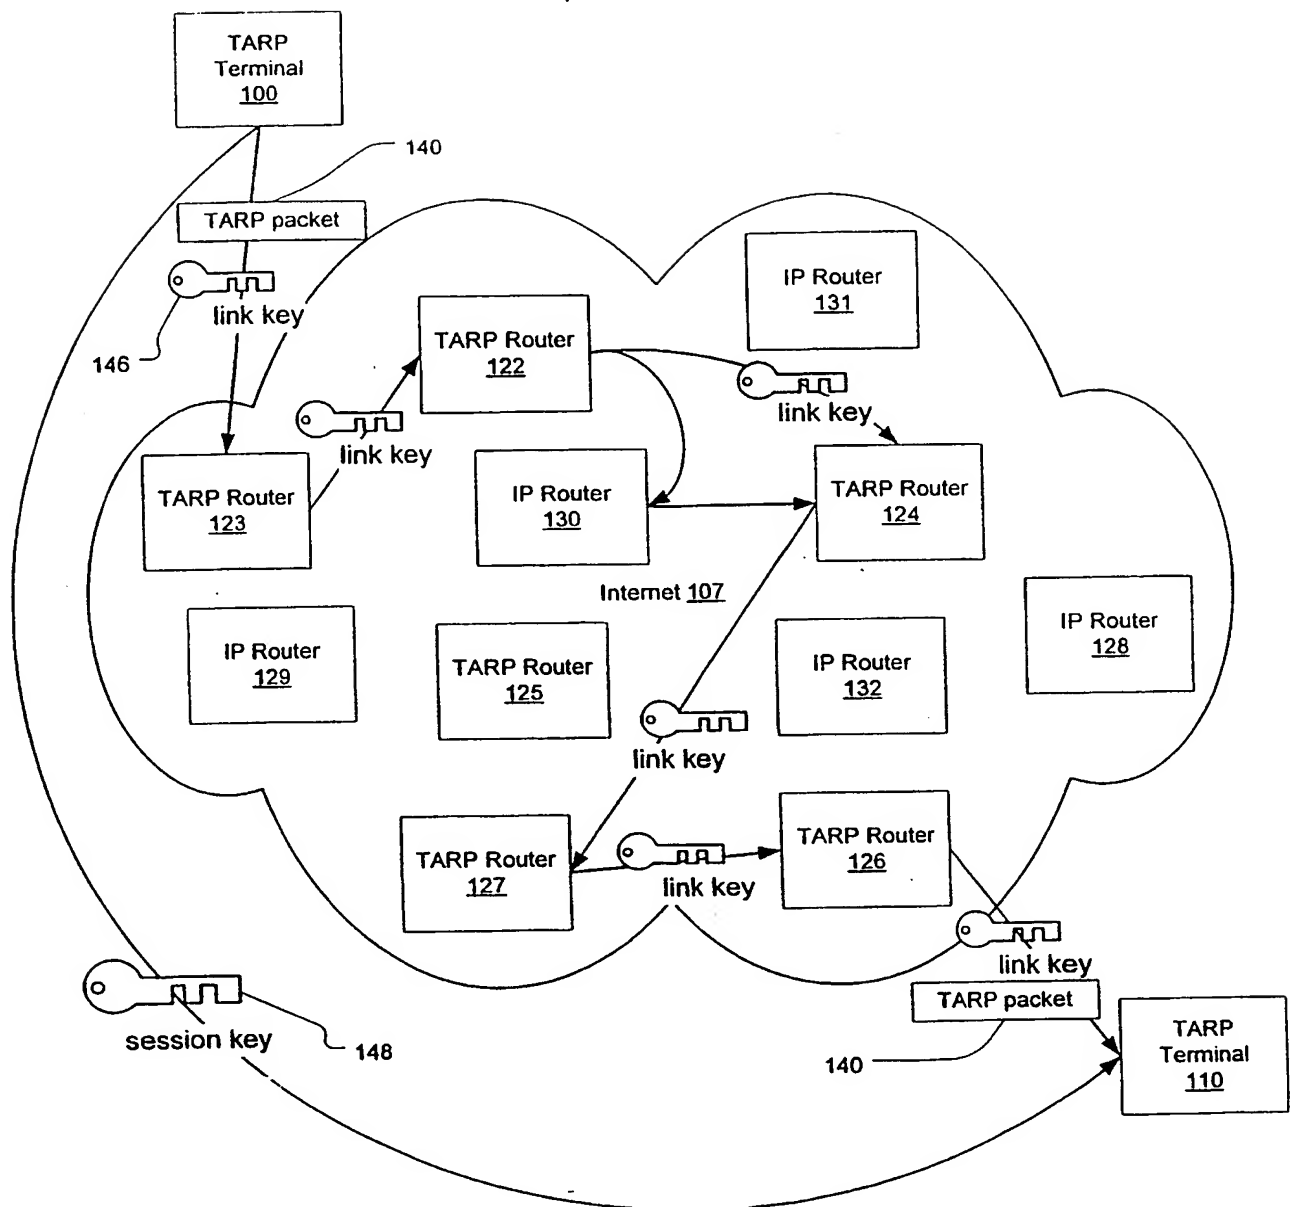 TARP
Terminal
100
140
TARP packet
link key
146
IP Router
131
TARP Router
122
link key
link key
TARP Router
123
IP Router
130
TARP Router
124
Internet 107
IP Router
129
TARP Router
125
IP Router
132
IP Router
128
link key
TARP Router
127
link key
TARP Router
126
link key
TARP packet
140
session key
148
TARP
Terminal
110